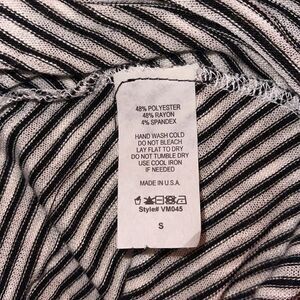 48% POLYESTER
48% RAYON
4% SPANDEX
HAND WASH COLD
DO NOT BLEACH
LAY FLAT TO DRY
DO NOT TUMBLE DRY
USE COOL IRON
IF NEEDED
MADE IN U.S.A.
Style# VM045
S